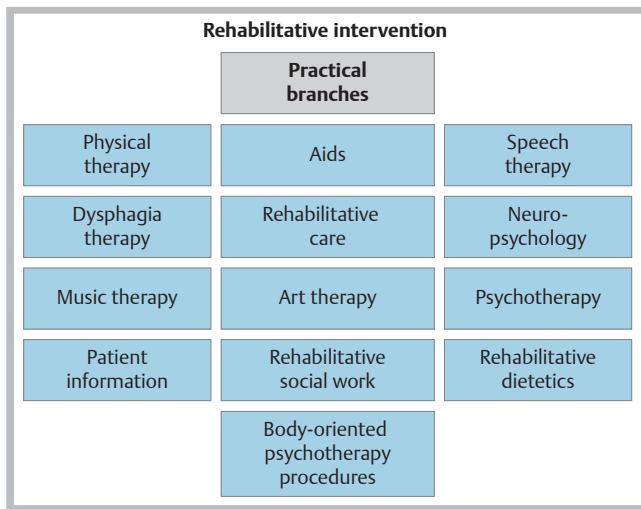 Rehabilitative intervention
Practical
branches
Physical
therapy
Aids
Speech
therapy
Dysphagia
therapy
Rehabilitative
care
Neuro-
psychology
Music therapy
Art therapy
Psychotherapy
Patient
information
Rehabilitative
social work
Rehabilitative
dietetics
Body-oriented
psychotherapy
procedures